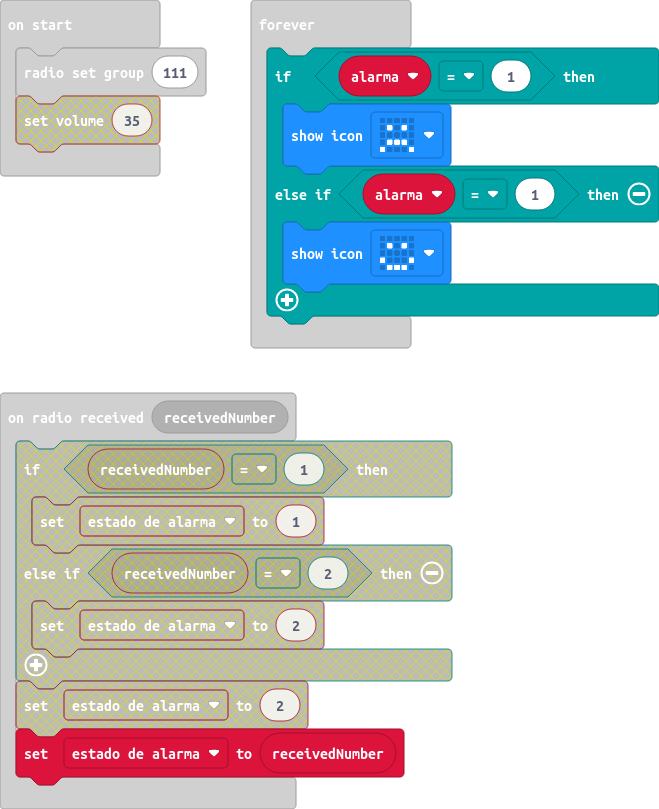 on start
radio set group 111
set volume 35
forever
if alarma = 1 then
show icon
else if alarma = 1 then
show icon
on radio received receivedNumber
if receivedNumber = 1 then
set estado de alarma to 1
else if receivedNumber = 2 then
set estado de alarma to 2
set estado de alarma to 2
set estado de alarma to receivedNumber